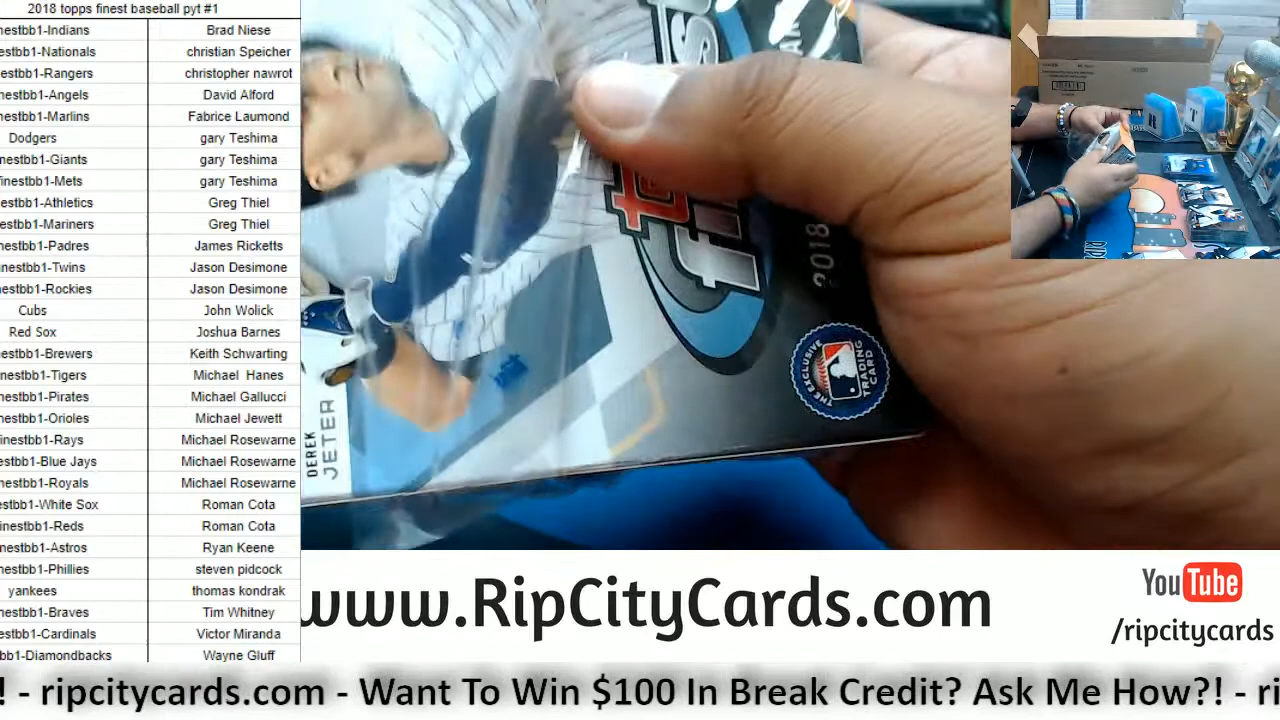 2018 topps finest baseball pyt #1
nestbb1-Indians Brad Niese
nestbb1-Nationals christian Speicher
estbb1-Rangers christopher nawrot
nestbb1-Angels David Alford
nestbb1-Marlins Fabrice Laumond
Dodgers gary Teshima
nestbb1-Giants gary Teshima
finestbb1-Mets gary Teshima
estbb1-Athletics Greg Thiel
estbb1-Mariners Greg Thiel
nestbb1-Padres James Ricketts
inestbb1-Twins Jason Desimone
estbb1-Rockies Jason Desimone
Cubs John Wolick
Red Sox Joshua Barnes
estbb1-Brewers Keith Schwarting
nestbb1-Tigers Michael Hanes
nestbb1-Pirates Michael Gallucci
nestbb1-Orioles Michael Jewett
inestbb1-Rays Michael Rosewarne
estbb1-Blue Jays Michael Rosewarne
nestbb1-Royals Michael Rosewarne
estbb1-White Sox Roman Cota
inestbb1-Reds Roman Cota
nestbb1-Astros Ryan Keene
nestbb1-Phillies steven pidcock
yankees thomas kondrak
nestbb1-Braves Tim Whitney
estbb1-Cardinals Victor Miranda
bb1-Diamondbacks Wayne Gluff
DEREK
JETER
2018
THE EXCLUSIVE
TRADING CARD
www.RipCityCards.com
YouTube
/ripcitycards
! - ripcitycards.com - Want To Win $100 In Break Credit? Ask Me How?! - ri